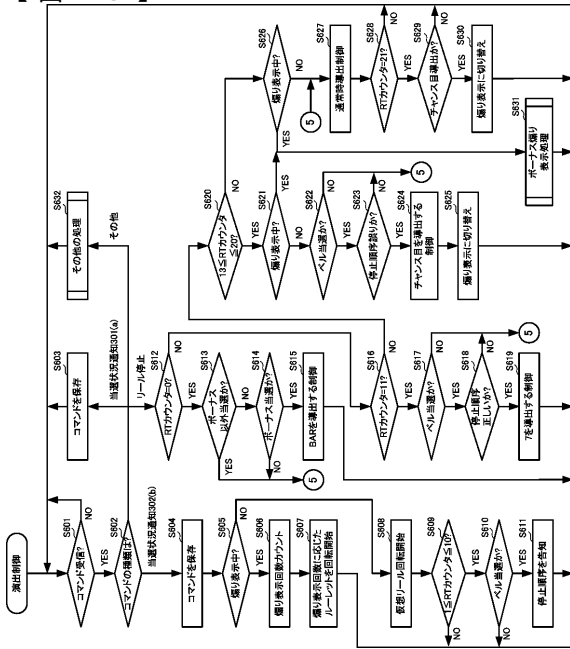 演出制御
S601
コマンド受信?
NO
YES
S602
コマンドの種類は?
当選状況通知302(b)
当選状況通知301(a)
リール停止
その他
S603
コマンドを保存
S632
その他の処理
S604
コマンドを保存
S605
煽り表示中?
NO
YES
S606
煽り表示回数カウント
S607
煽り表示回数に応じた
ルーレットを回転開始
S608
仮想リール回転開始
S609
1≦RTカウンタ≦10?
NO
YES
S610
ベル当選か?
NO
YES
S611
停止順序を告知
S612
RTカウンタ=0?
NO
YES
S613
ボーナス
以外当選か?
YES
NO
S614
ボーナス当選か?
NO
YES
5
S615
BARを導出する制御
S616
RTカウンタ=11?
NO
YES
S617
ベル当選か?
NO
YES
S618
停止順序
正しいか?
NO
YES
5
S619
7を導出する制御
S620
13≦RTカウンタ
≦20?
NO
YES
S621
煽り表示中?
YES
NO
S622
ベル当選か?
NO
YES
S623
停止順序誤りか?
NO
YES
5
S624
チャンス目を導出する
制御
S625
煽り表示に切り替え
S626
煽り表示中?
NO
YES
5
S627
通常時導出制御
S628
RTカウンタ=21?
NO
YES
S629
チャンス目導出か?
NO
YES
S630
煽り表示に切り替え
S631
ボーナス煽り
表示処理